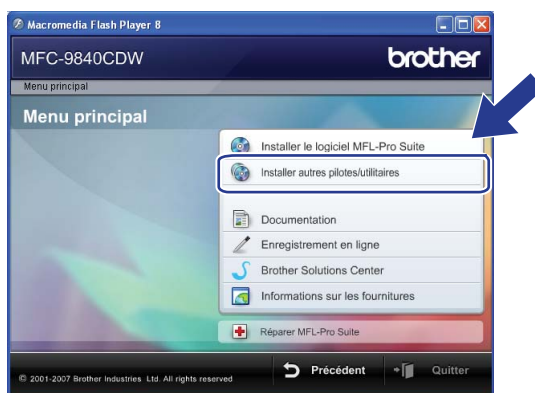 Macromedia Flash Player 8
MFC-9840CDW
brother
Menu principal
Menu principal
Installer le logiciel MFL-Pro Suite
Installer autres pilotes/utilitaires
Documentation
Enregistrement en ligne
Brother Solutions Center
Informations sur les fournitures
Réparer MFL-Pro Suite
© 2001-2007 Brother Industries Ltd. All rights reserved
Précédent
Quitter